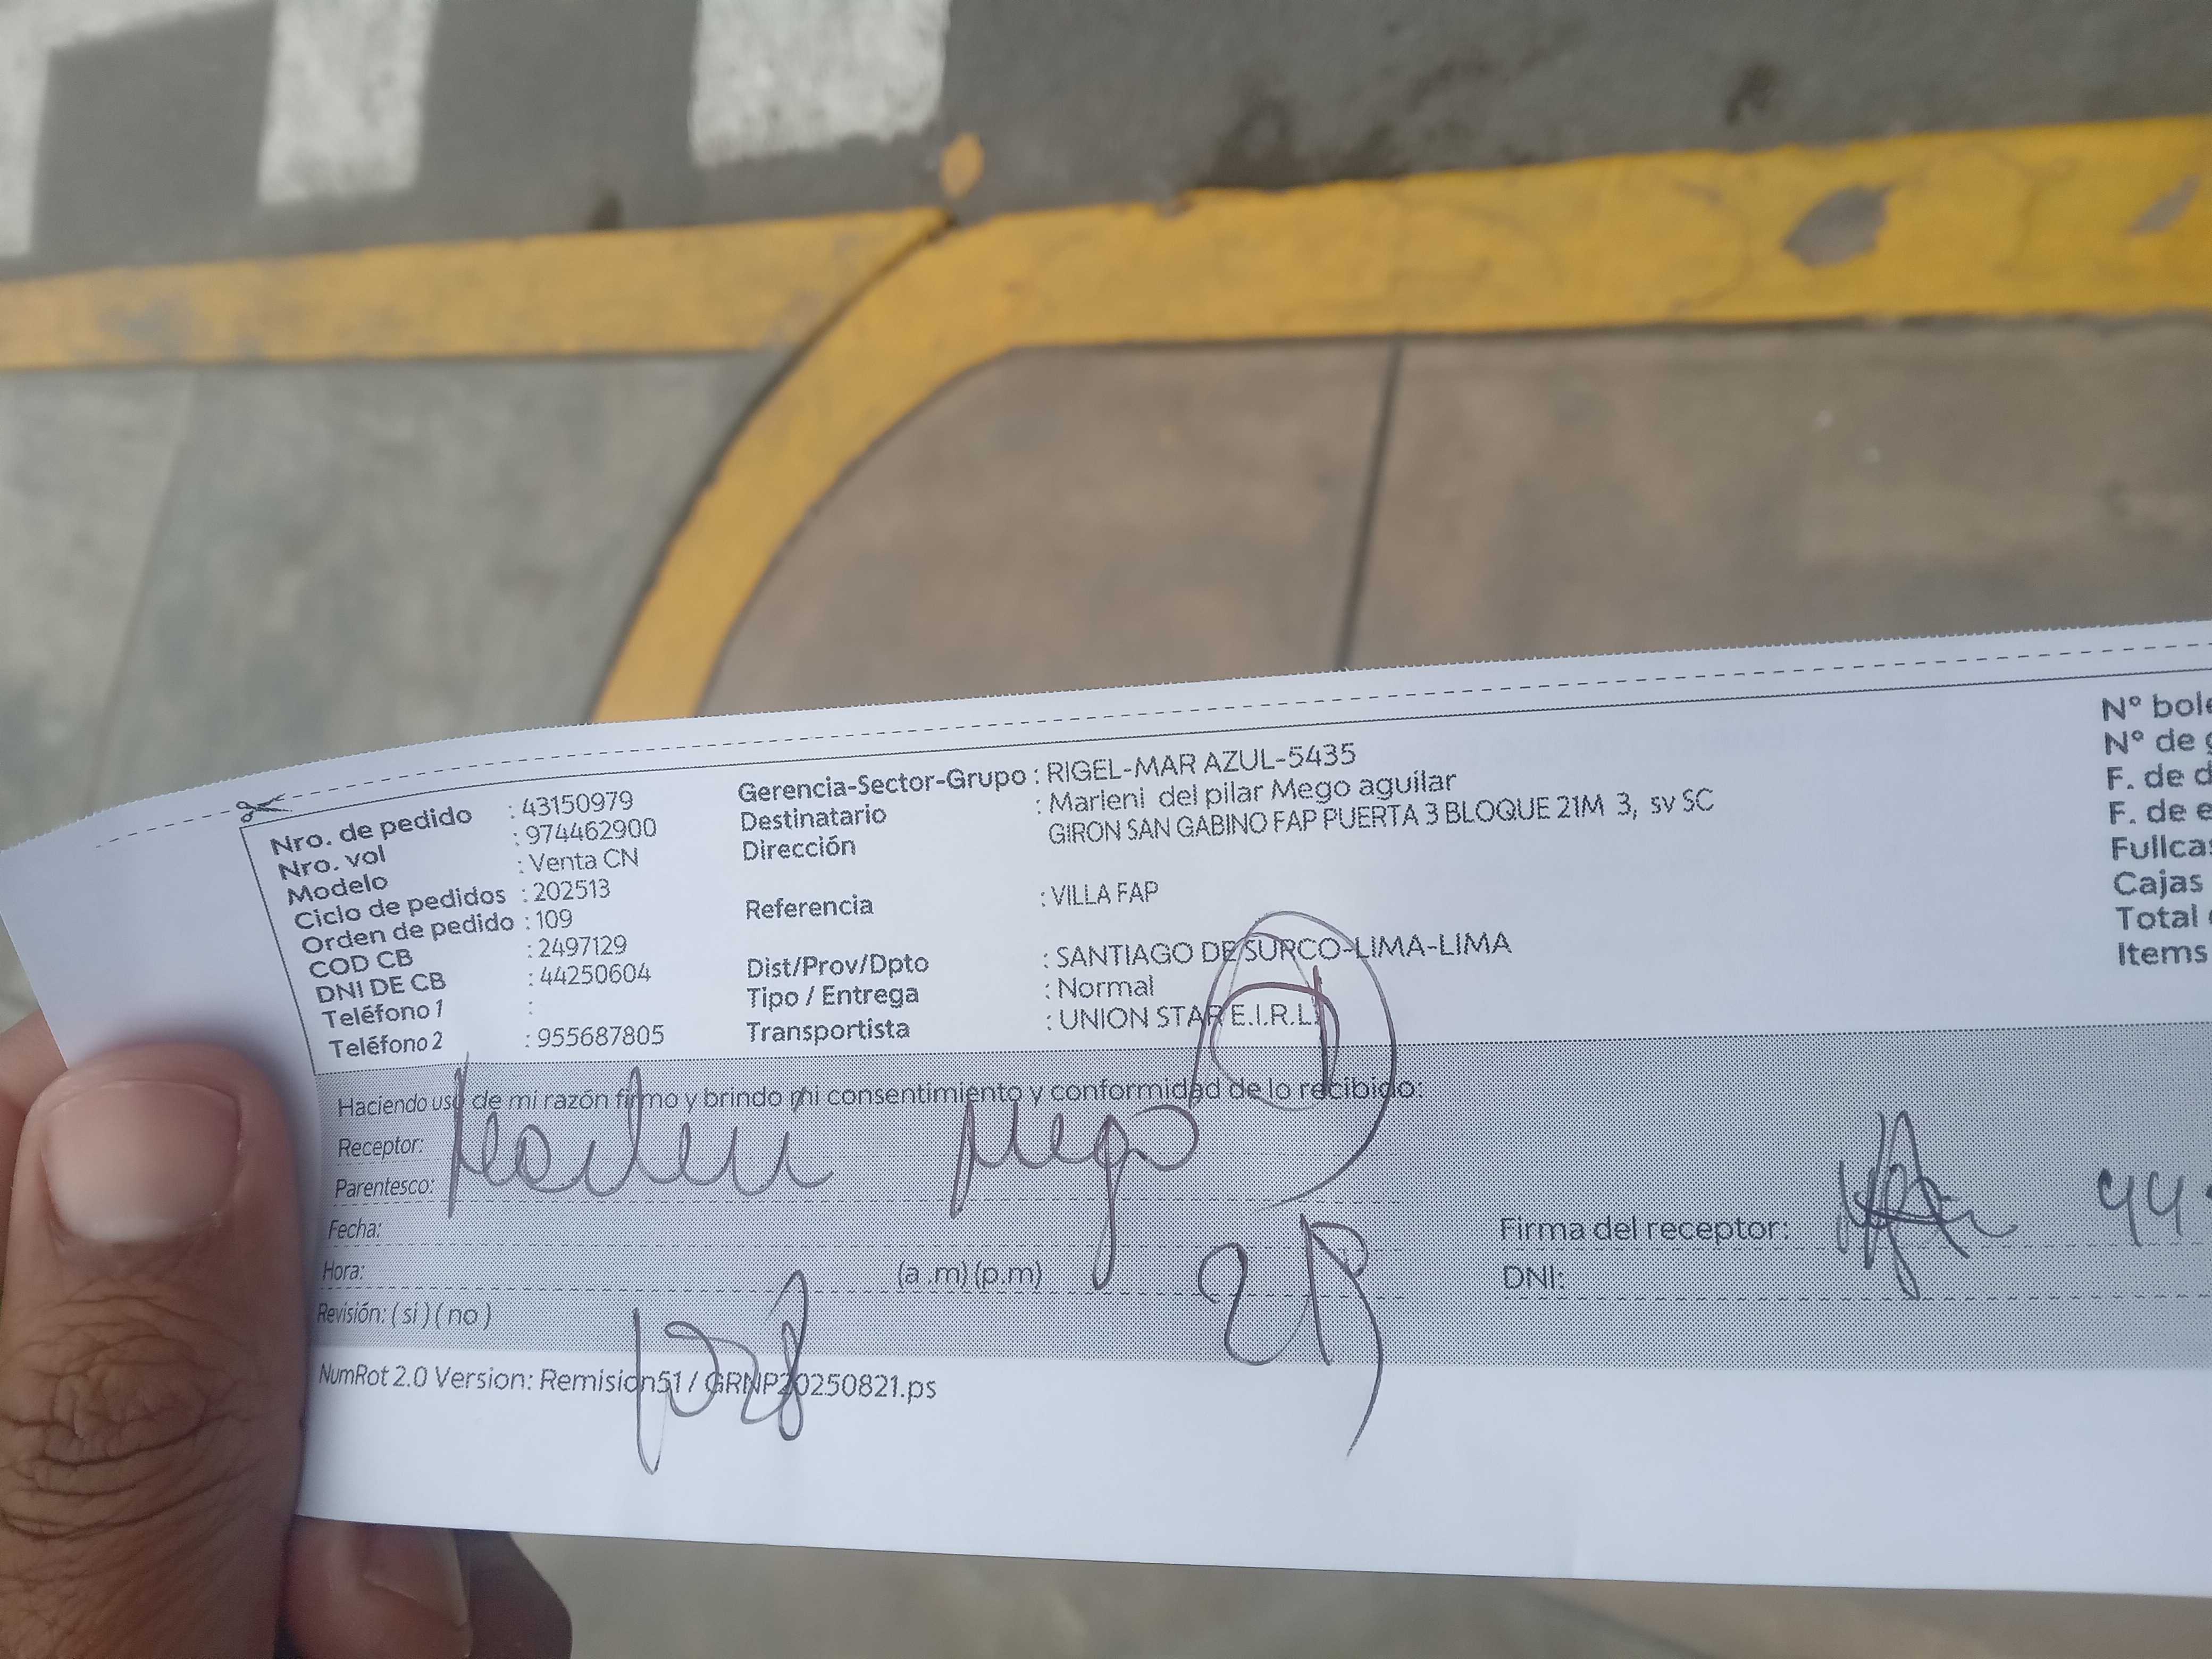 Nro. de pedido : 43150979
Nro. vol : 974462900
Modelo : Venta CN
Ciclo de pedidos : 202513
Orden de pedido : 109
COD CB : 2497129
DNI DE CB : 44250604
Teléfono 1 :
Teléfono 2 : 955687805
Gerencia-Sector-Grupo : RIGEL-MAR AZUL-5435
Destinatario : Marleni del pilar Mego aguilar
Dirección GIRON SAN GABINO FAP PUERTA 3 BLOQUE 21M 3, sv SC
Referencia : VILLA FAP
Dist/Prov/Dpto : SANTIAGO DE SURCO-LIMA-LIMA
Tipo / Entrega : Normal
Transportista : UNION STAR E.I.R.L.
Nº bol
Nº de
F. de d
F. de e
Fullca
Cajas
Total
Items
Haciendo uso de mi razón firmo y brindo mi consentimiento y conformidad de lo recibido:
Receptor: Marleni Mego
Parentesco:
Fecha:
Hora: (a .m) (p.m)
Revisión: ( si ) ( no )
Firma del receptor: 44
DNI:
1028
NumRot 2.0 Version: Remision51 / GRNP20250821.ps